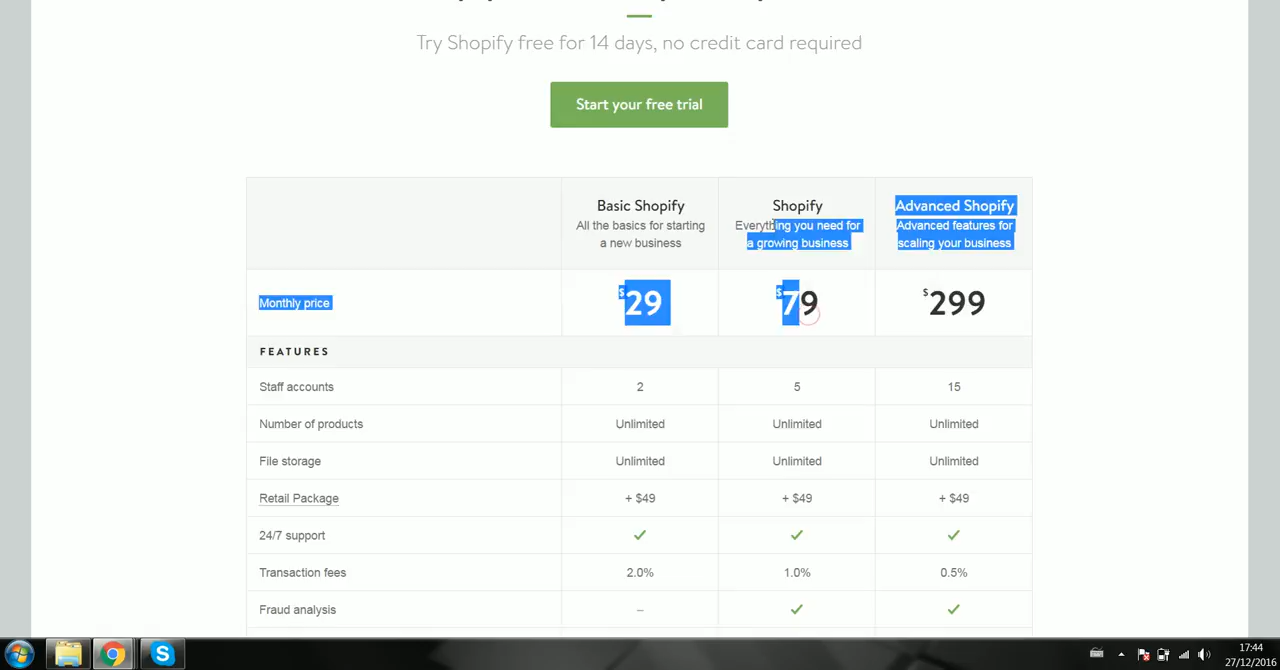 Try Shopify free for 14 days, no credit card required
Start your free trial
Basic Shopify
All the basics for starting
a new business
Shopify
Everything you need for
a growing business
Advanced Shopify
Advanced features for
scaling your business
Monthly price $29 $79 $299
FEATURES
Staff accounts 2 5 15
Number of products Unlimited Unlimited Unlimited
File storage Unlimited Unlimited Unlimited
Retail Package + $49 + $49 + $49
24/7 support
Transaction fees 2.0% 1.0% 0.5%
Fraud analysis –
17:44
27/12/2016